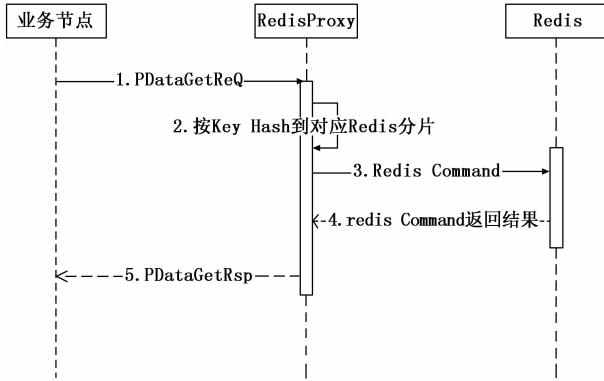 业务节点
RedisProxy
Redis
1.PDataGetReQ
2.按Key Hash到对应Redis分片
3.Redis Command
4.redis Command返回结果
5.PDataGetRsp